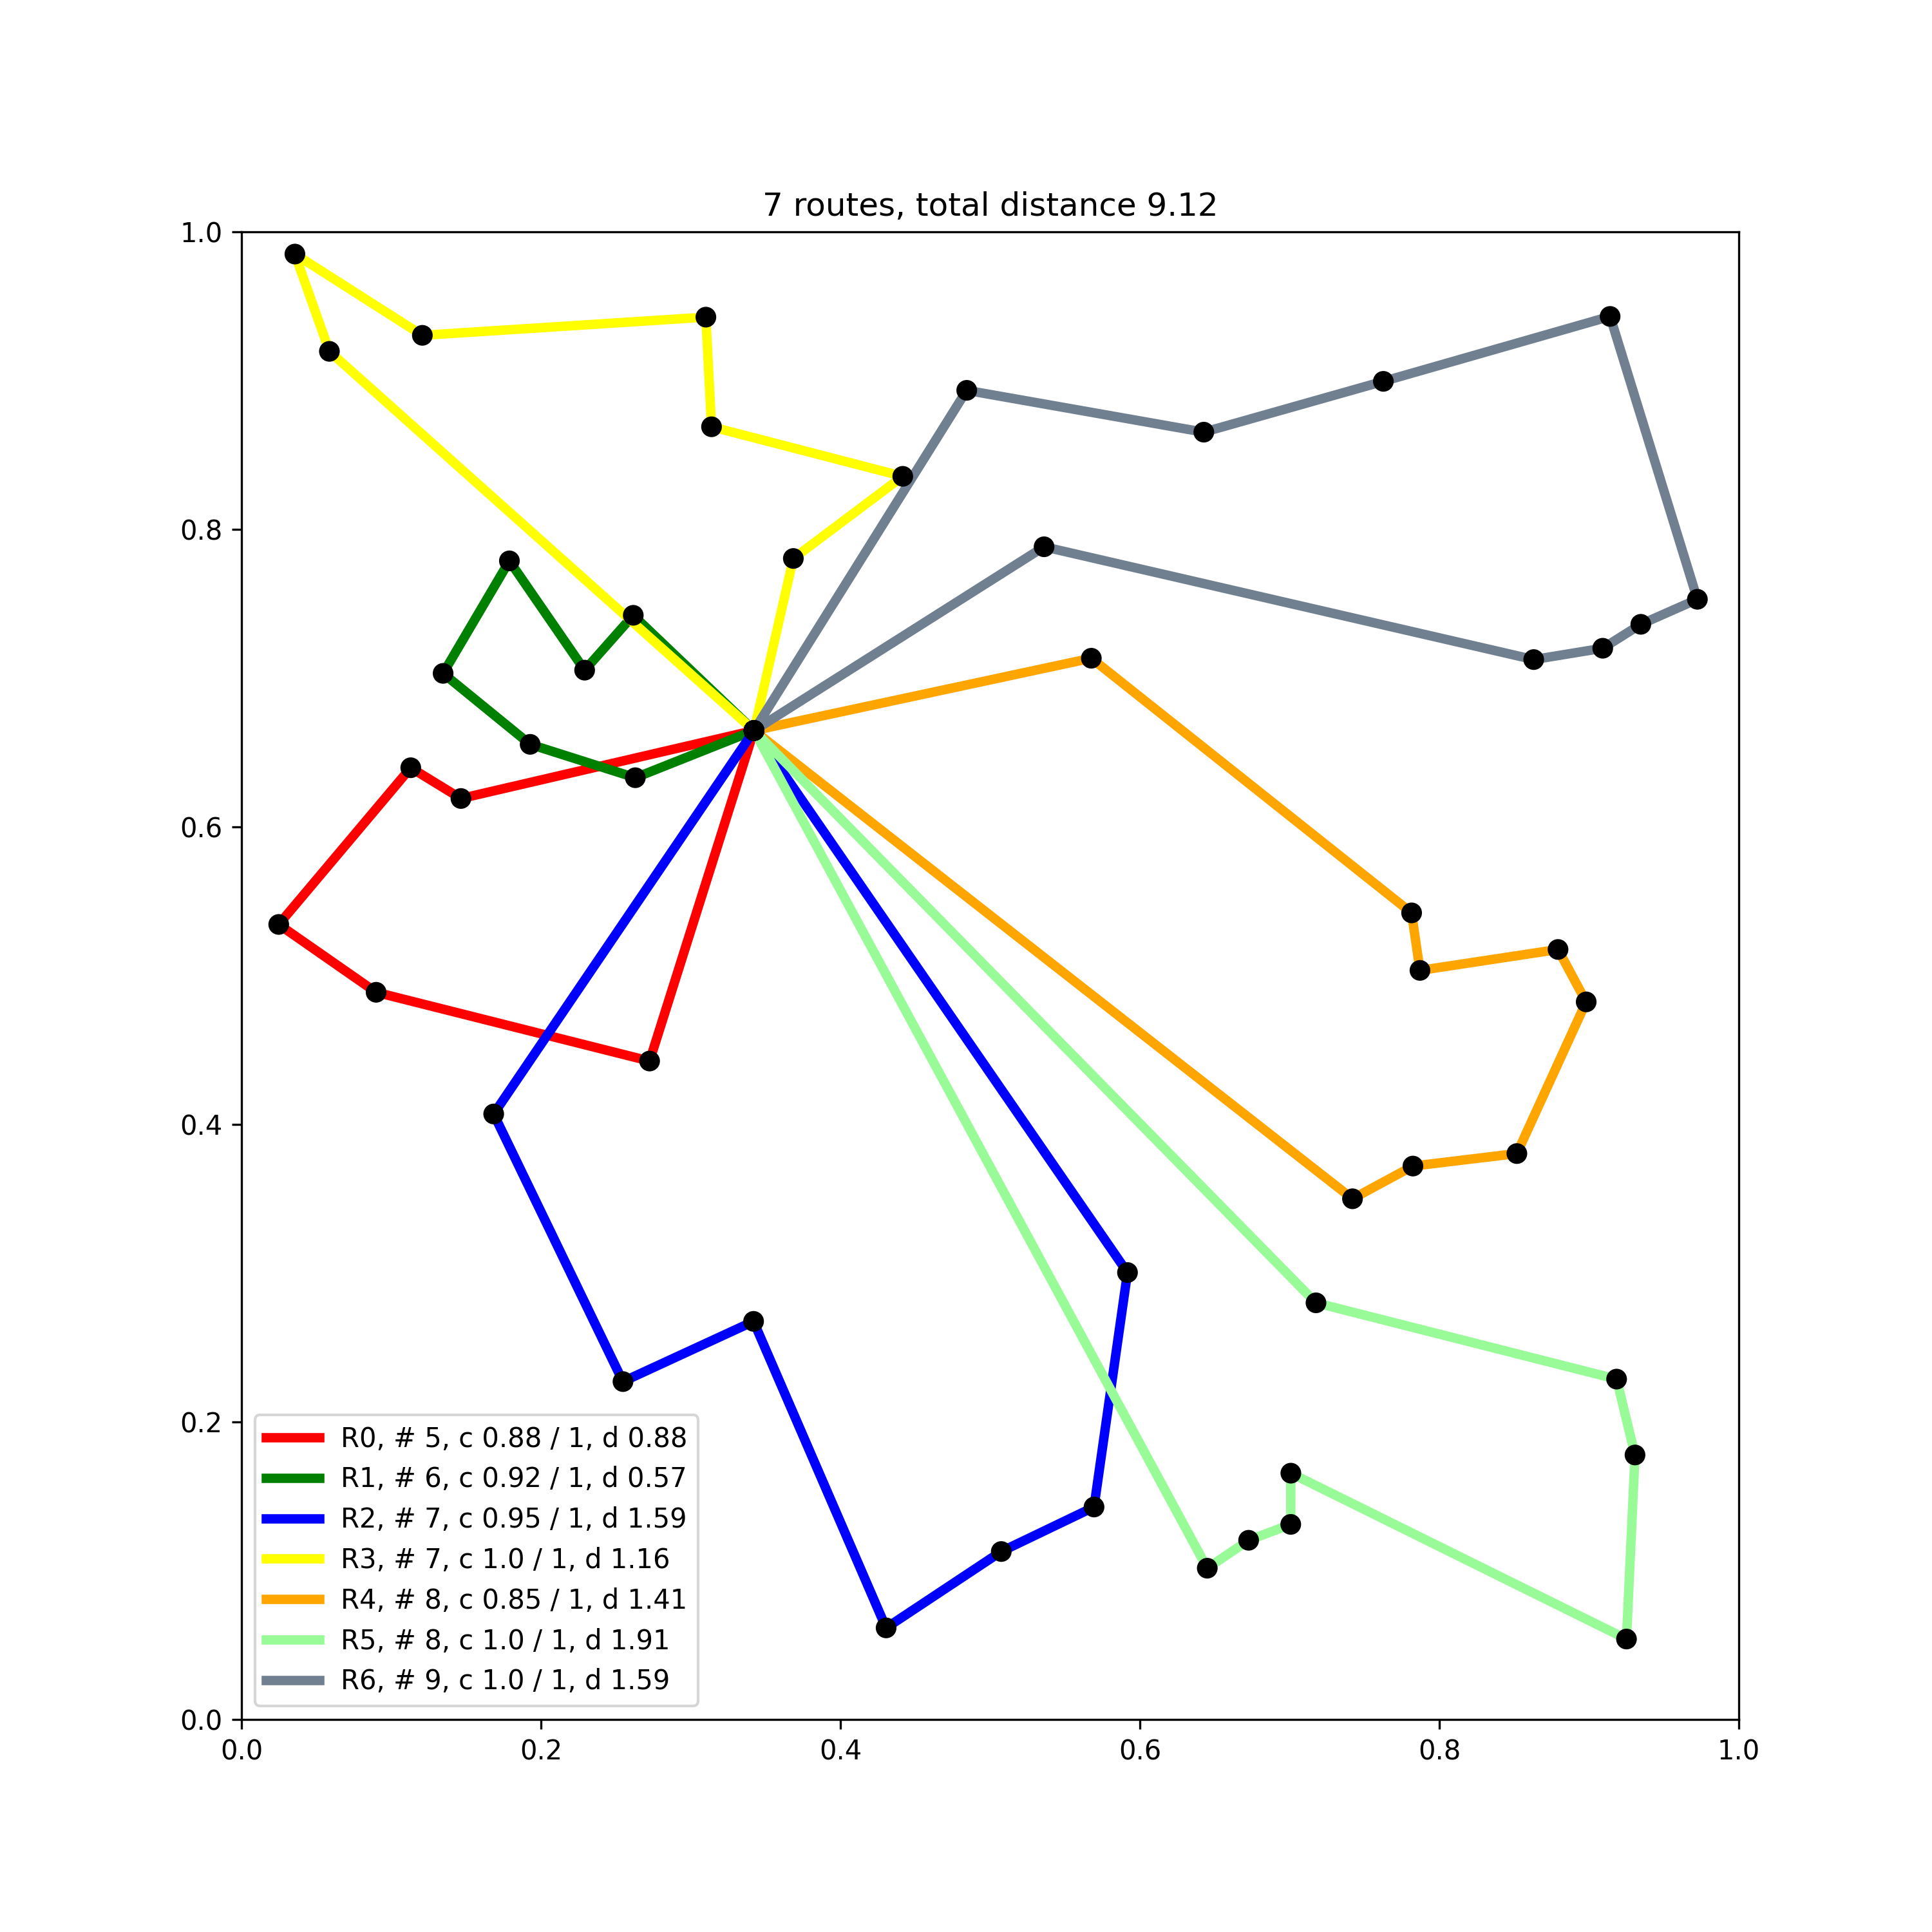 7 routes, total distance 9.12
1.0
0.8
0.6
0.4
0.2
0.0
R0, # 5, c 0.88 / 1, d 0.88
R1, # 6, c 0.92 / 1, d 0.57
R2, # 7, c 0.95 / 1, d 1.59
R3, # 7, c 1.0 / 1, d 1.16
R4, # 8, c 0.85 / 1, d 1.41
R5, # 8, c 1.0 / 1, d 1.91
R6, # 9, c 1.0 / 1, d 1.59
0.0 0.2 0.4 0.6 0.8 1.0